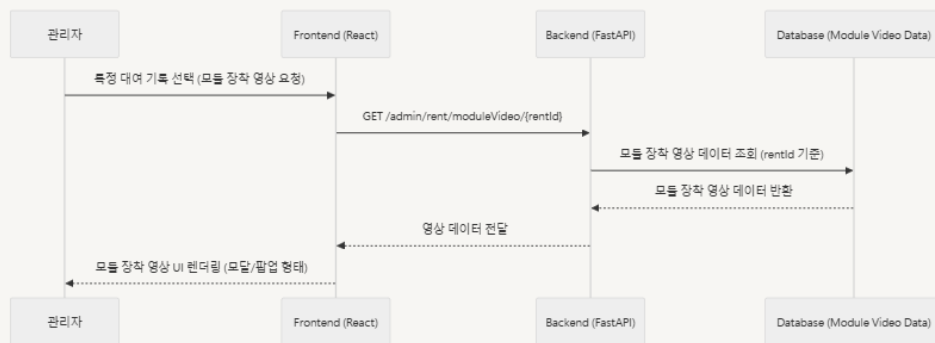 관리자
Frontend (React)
Backend (FastAPI)
Database (Module Video Data)
특정 대여 기록 선택 (모듈 장착 영상 요청)
GET /admin/rent/moduleVideo/{rentId}
모듈 장착 영상 데이터 조회 (rentId 기준)
모듈 장착 영상 데이터 반환
영상 데이터 전달
모듈 장착 영상 UI 렌더링 (모달/팝업 형태)
관리자
Frontend (React)
Backend (FastAPI)
Database (Module Video Data)